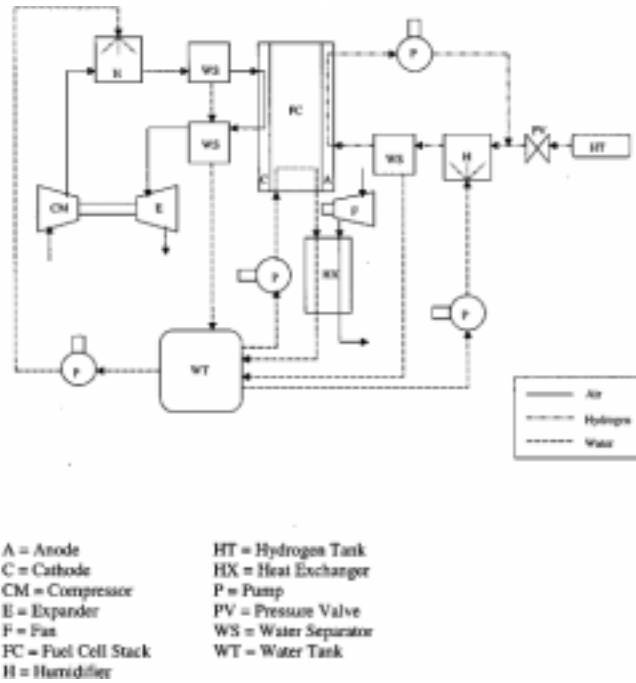 P
H
WS
FC
PV
WS
WS
H
HT
C
A
CM
E
F
HX
P
P
P
WT
Air
Hydrogen
Water
A = Anode
C = Cathode
CM = Compressor
E = Expander
F = Fan
FC = Fuel Cell Stack
H = Humidifier
HT = Hydrogen Tank
HX = Heat Exchanger
P = Pump
PV = Pressure Valve
WS = Water Separator
WT = Water Tank